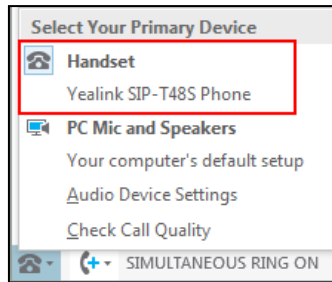 Select Your Primary Device
Handset
Yealink SIP-T48S Phone
PC Mic and Speakers
Your computer's default setup
Audio Device Settings
Check Call Quality
SIMULTANEOUS RING ON